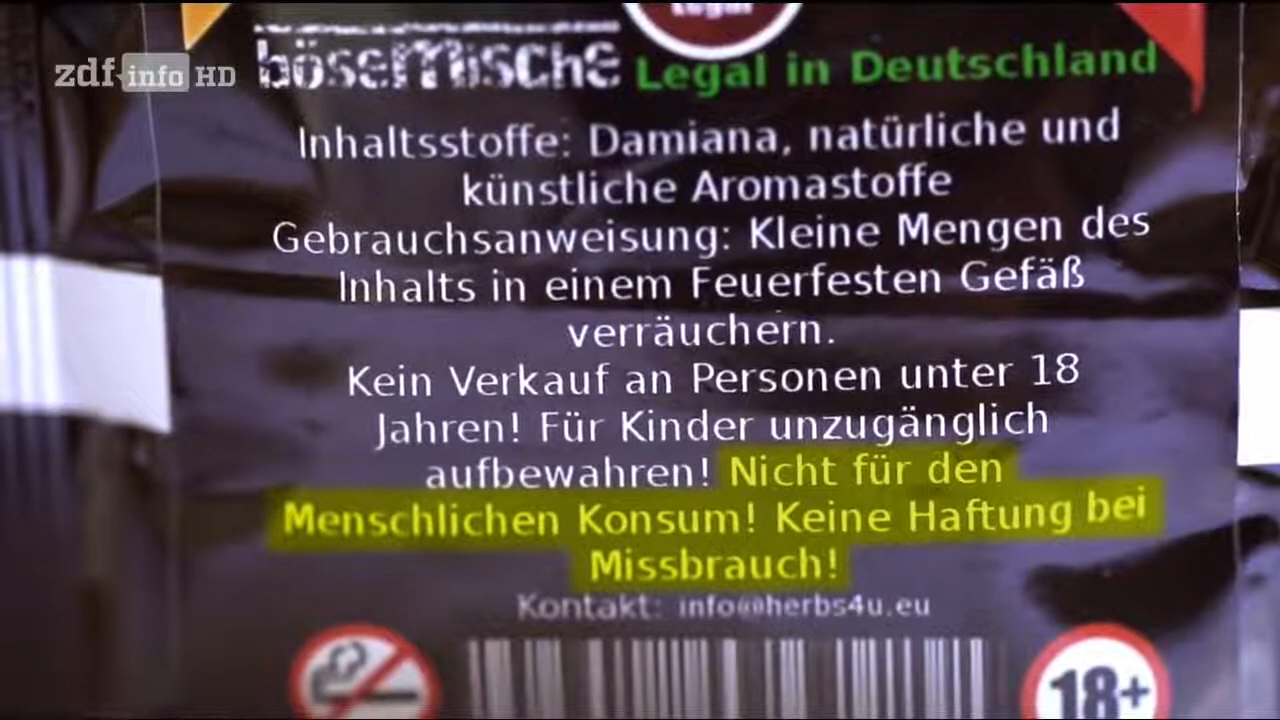 Legal
bösermische Legal in Deutschland
zdf info HD
Inhaltsstoffe: Damiana, natürliche und
künstliche Aromastoffe
Gebrauchsanweisung: Kleine Mengen des
Inhalts in einem Feuerfesten Gefäß
verräuchern.
Kein Verkauf an Personen unter 18
Jahren! Für Kinder unzugänglich
aufbewahren! Nicht für den
Menschlichen Konsum! Keine Haftung bei
Missbrauch!
Kontakt: info@herbs4u.eu
18+